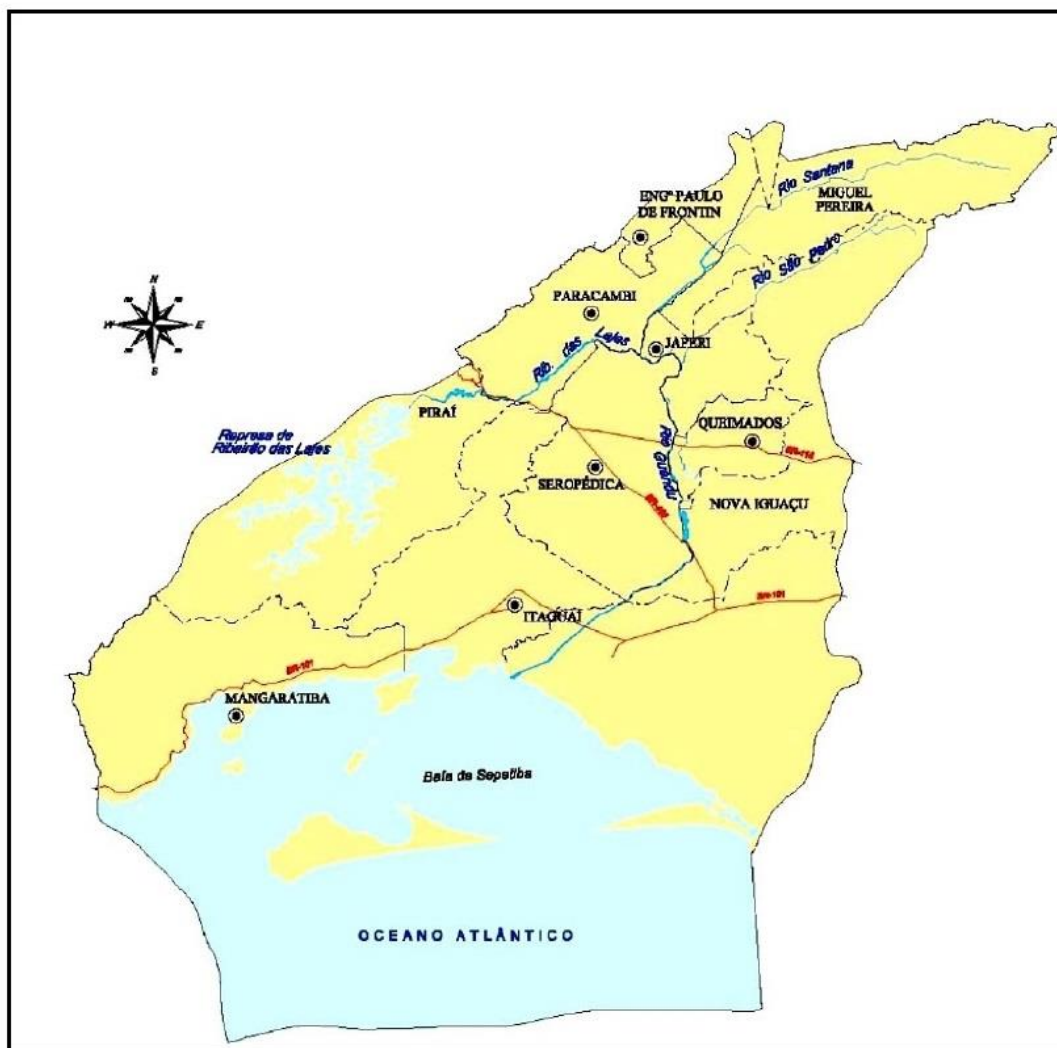 Rio Santana
ENGº PAULO
DE FRONTIN
MIGUEL
PEREIRA
Rio São Pedro
N
W
E
S
PARACAMBI
Rib. das Lajes
JAPERI
PIRAÍ
Represa de
Ribeirão das Lajes
QUEIMADOS
BR-116
Rio Guandu
SEROPÉDICA
NOVA IGUAÇU
ITAGUAÍ
BR-101
BR-101
MANGARATIBA
Baía de Sepetiba
OCEANO ATLÂNTICO